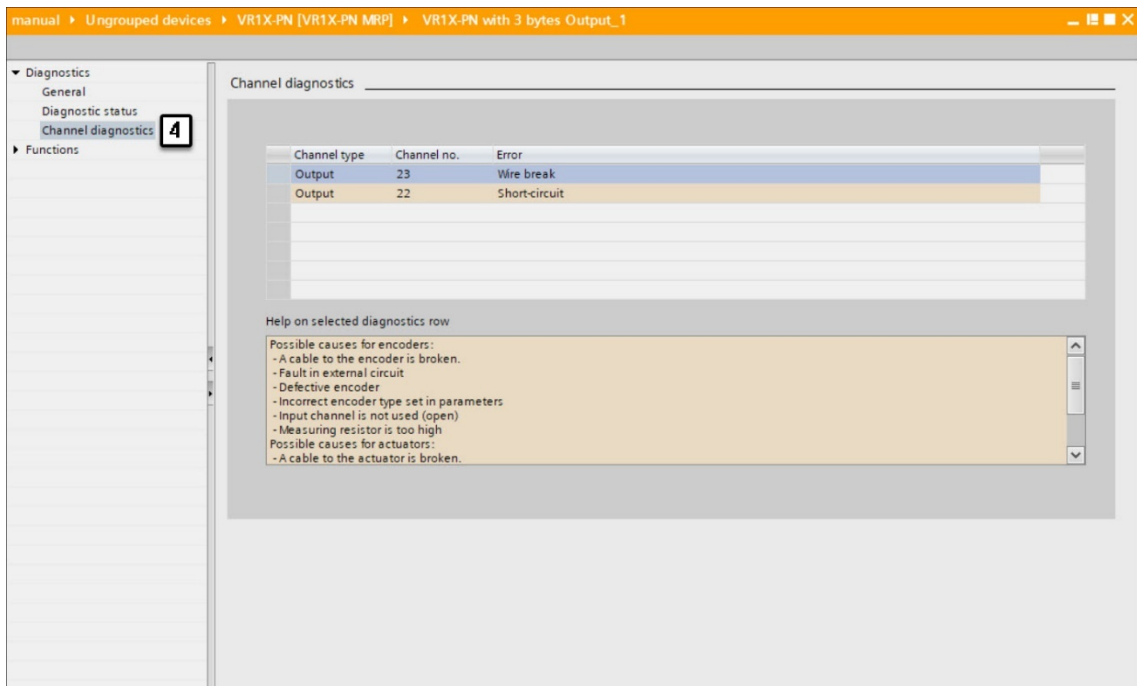 manual ▸ Ungrouped devices ▸ VR1X-PN [VR1X-PN MRP] ▸ VR1X-PN with 3 bytes Output_1
Diagnostics
General
Diagnostic status
Channel diagnostics
4
Functions
Channel diagnostics
Channel type Channel no. Error
Output 23 Wire break
Output 22 Short-circuit
Help on selected diagnostics row
Possible causes for encoders:
- A cable to the encoder is broken.
- Fault in external circuit
- Defective encoder
- Incorrect encoder type set in parameters
- Input channel is not used (open)
- Measuring resistor is too high
Possible causes for actuators:
- A cable to the actuator is broken.